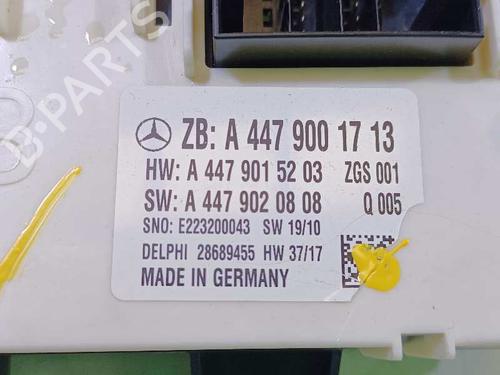 B-PARTS
ZB: A 447 900 17 13
HW: A 447 901 52 03 ZGS 001
SW: A 447 902 08 08 Q 005
SNO: E223200043 SW 19/10
DELPHI 28689455 HW 37/17
MADE IN GERMANY